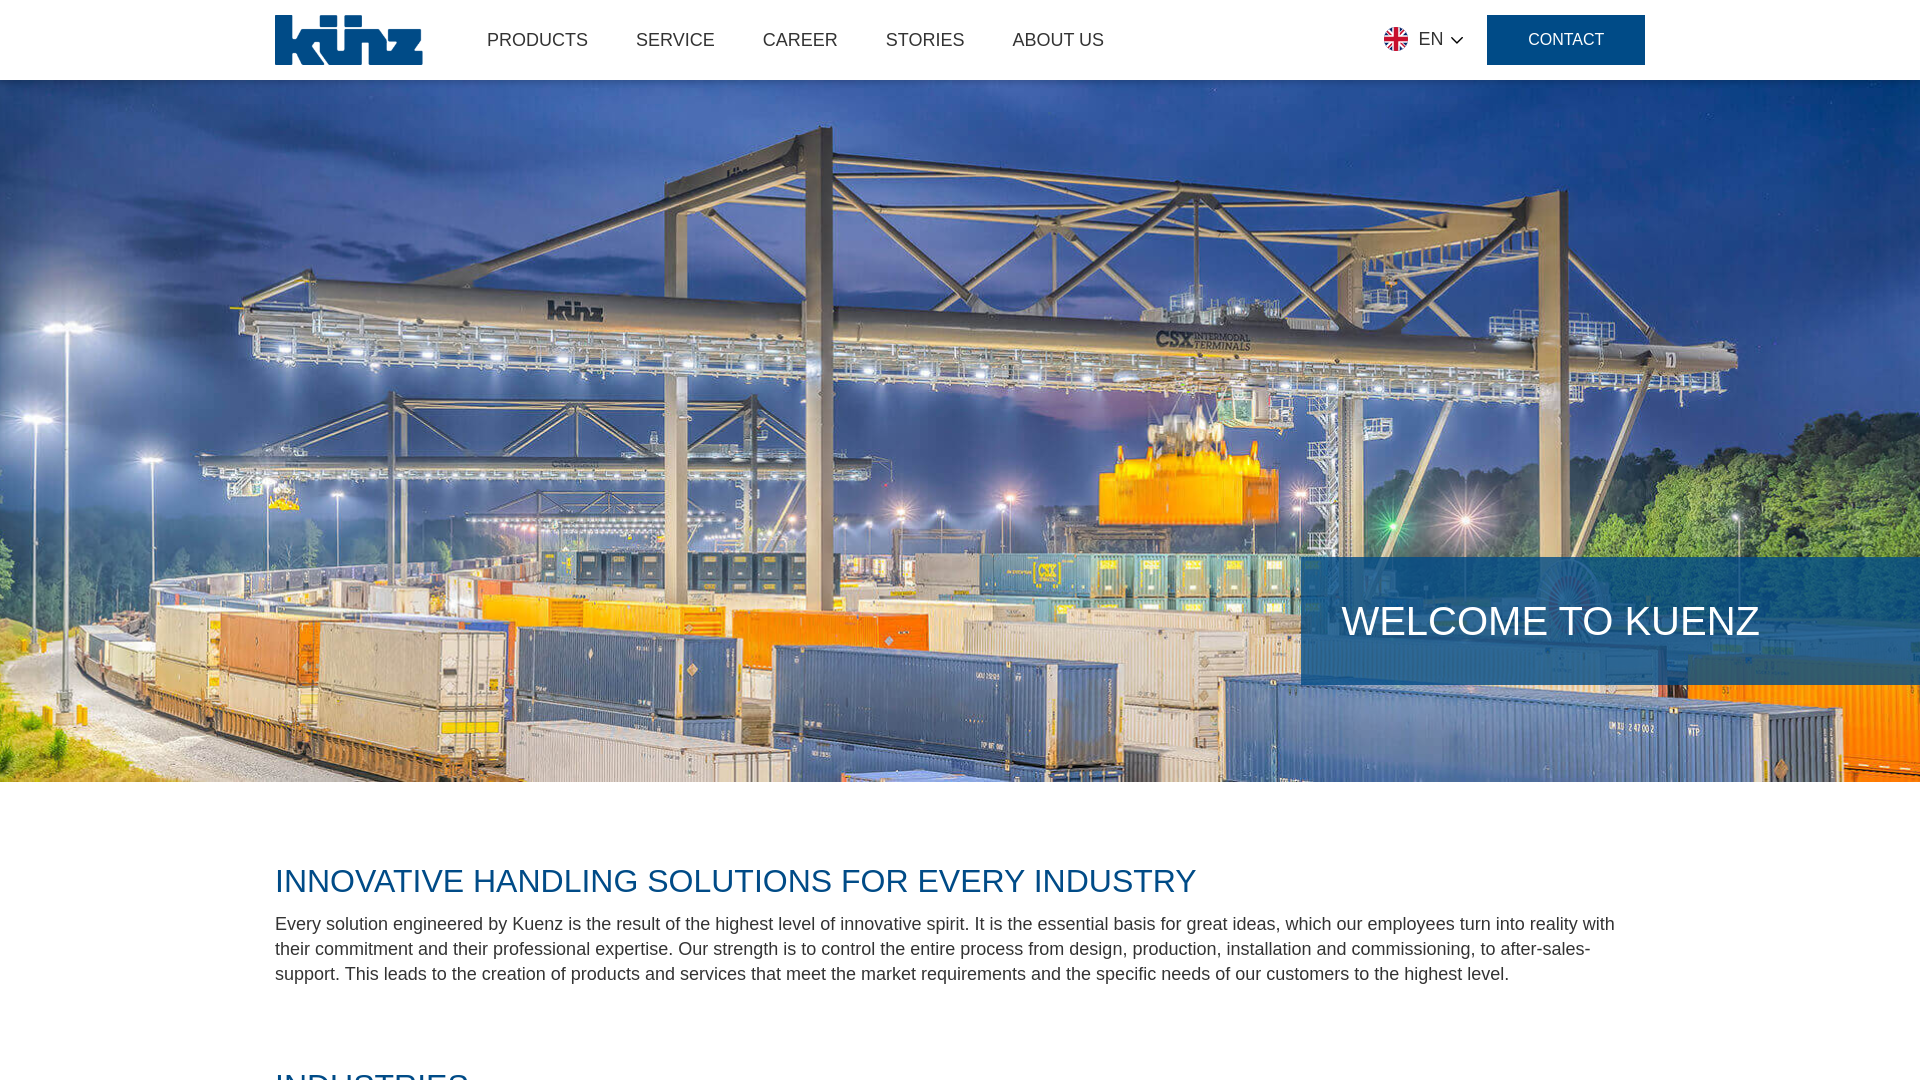 künz
PRODUCTS
SERVICE
CAREER
STORIES
ABOUT US
EN
CONTACT
künz
CSX INTERMODAL TERMINALS
CSX
WELCOME TO KUENZ
INNOVATIVE HANDLING SOLUTIONS FOR EVERY INDUSTRY
Every solution engineered by Kuenz is the result of the highest level of innovative spirit. It is the essential basis for great ideas, which our employees turn into reality with
their commitment and their professional expertise. Our strength is to control the entire process from design, production, installation and commissioning, to after-sales-
support. This leads to the creation of products and services that meet the market requirements and the specific needs of our customers to the highest level.
INDUSTRIES